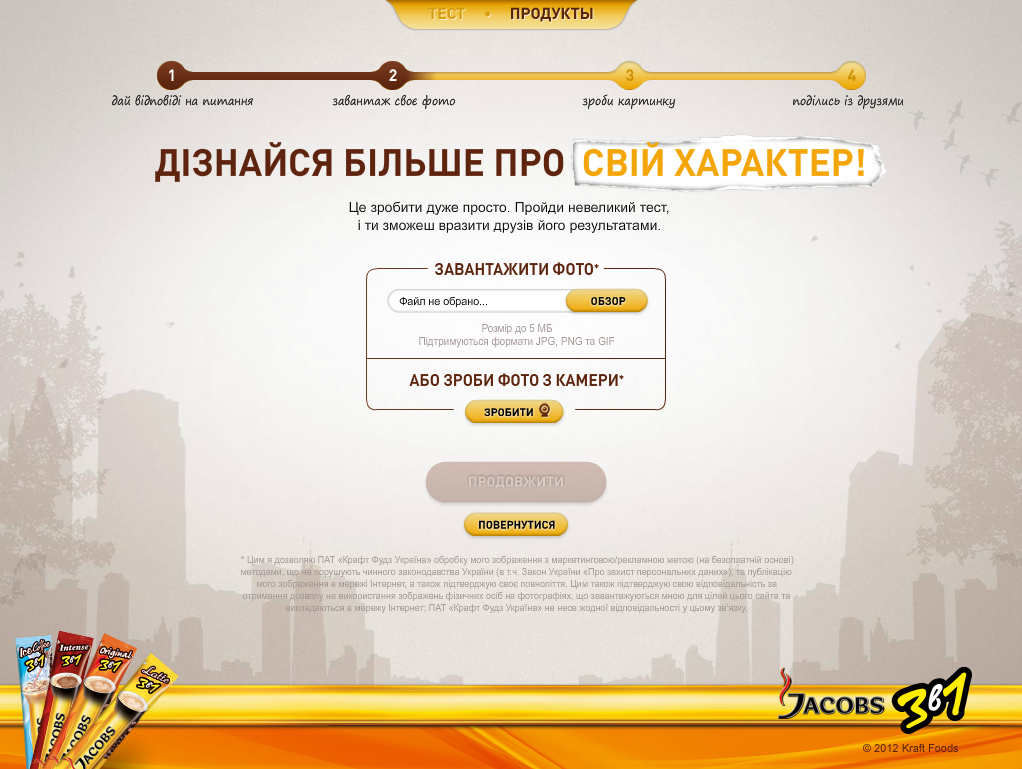 ТЕСТ • ПРОДУКТЫ
1 2 3 4
дай відповіді на питання завантаж своє фото зроби картинку поділись із друзями
ДІЗНАЙСЯ БІЛЬШЕ ПРО СВІЙ ХАРАКТЕР!
Це зробити дуже просто. Пройди невеликий тест,
і ти зможеш вразити друзів його результатами.
ЗАВАНТАЖИТИ ФОТО*
Файл не обрано... ОБЗОР
Розмір до 5 МБ
Підтримуються формати JPG, PNG та GIF
АБО ЗРОБИ ФОТО З КАМЕРИ*
ЗРОБИТИ
ПРОДОВЖИТИ
ПОВЕРНУТИСЯ
* Цим я дозволяю ПАТ «Крафт Фудз Україна» обробку мого зображення з маркетинговою/рекламною метою (на безоплатній основі)
методами, що не порушують чинного законодавства України (в т.ч. Закон України «Про захист персональних даних»), та публікацію
мого зображення в мережі Інтернет, а також підтверджую своє повноліття. Цим також підтверджую свою відповідальність за
отримання дозволу на використання зображень фізичних осіб на фотографіях, що завантажуються мною для цілей цього сайта та
викладаються в мережу Інтернет; ПАТ «Крафт Фудз Україна» не несе жодної відповідальності у цьому зв'язку.
Ice Coffee 3в1 Intense 3в1 Original 3в1 Latte 3в1
JACOBS JACOBS JACOBS
JACOBS 3в1
© 2012 Kraft Foods